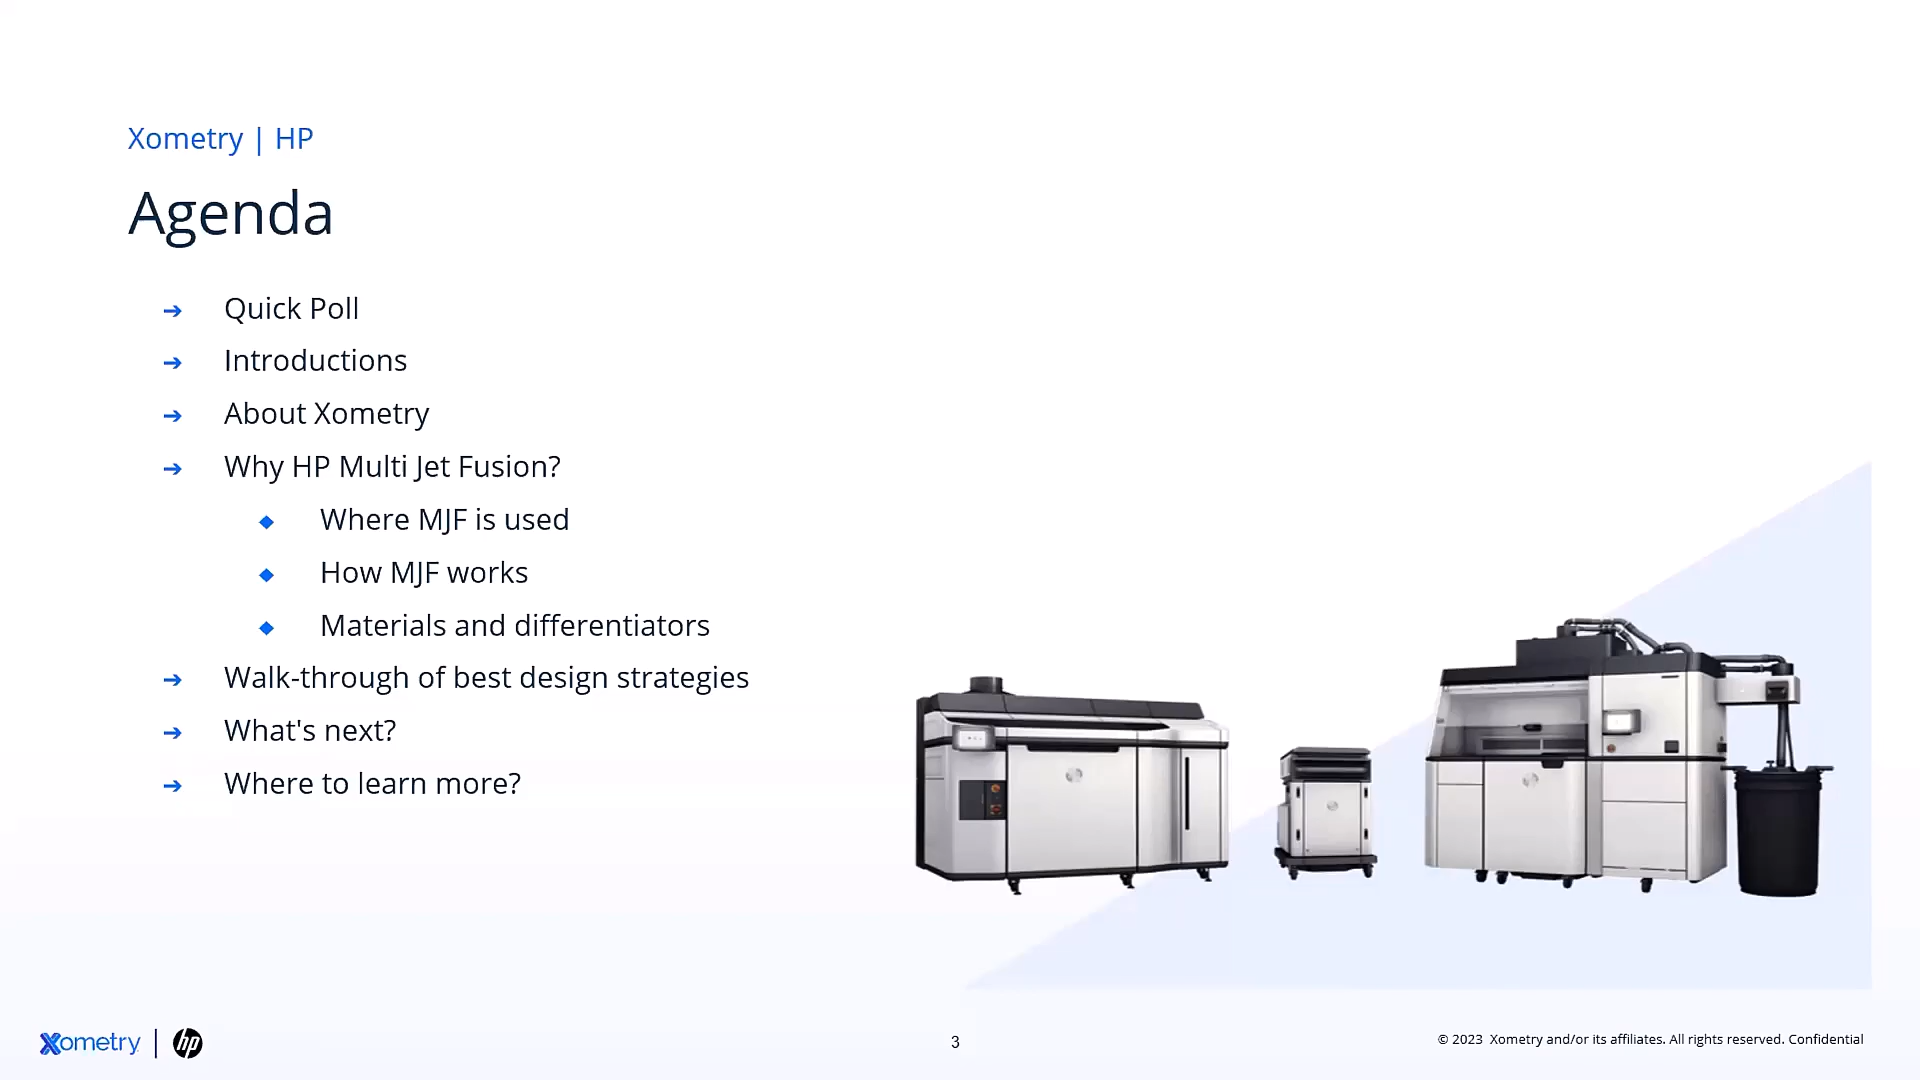 Xometry | HP
Agenda
➔ Quick Poll
➔ Introductions
➔ About Xometry
➔ Why HP Multi Jet Fusion?
◆ Where MJF is used
◆ How MJF works
◆ Materials and differentiators
➔ Walk-through of best design strategies
➔ What's next?
➔ Where to learn more?
Xometry | hp
3
© 2023 Xometry and/or its affiliates. All rights reserved. Confidential